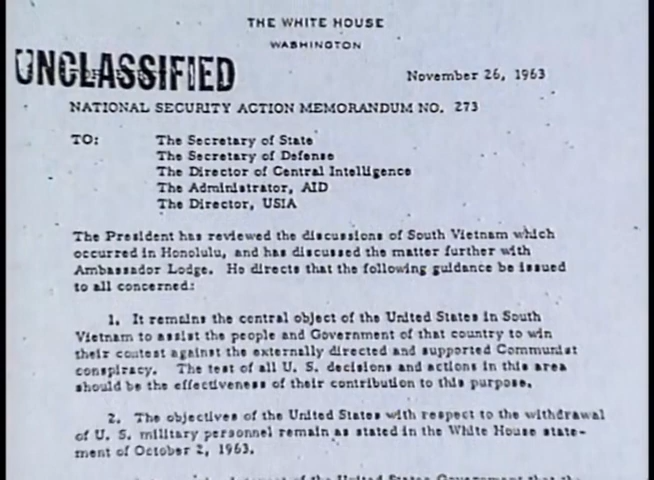 THE WHITE HOUSE
WASHINGTON
UNCLASSIFIED
November 26, 1963
NATIONAL SECURITY ACTION MEMORANDUM NO. 273
TO: The Secretary of State
The Secretary of Defense
The Director of Central Intelligence
The Administrator, AID
The Director, USIA
The President has reviewed the discussions of South Vietnam which
occurred in Honolulu, and has discussed the matter further with
Ambassador Lodge. He directs that the following guidance be issued
to all concerned:
1. It remains the central object of the United States in South
Vietnam to assist the people and Government of that country to win
their contest against the externally directed and supported Communist
conspiracy. The test of all U. S. decisions and actions in this area
should be the effectiveness of their contribution to this purpose.
2. The objectives of the United States with respect to the withdrawal
of U. S. military personnel remain as stated in the White House state-
ment of October 2, 1963.
of the United States Government that the